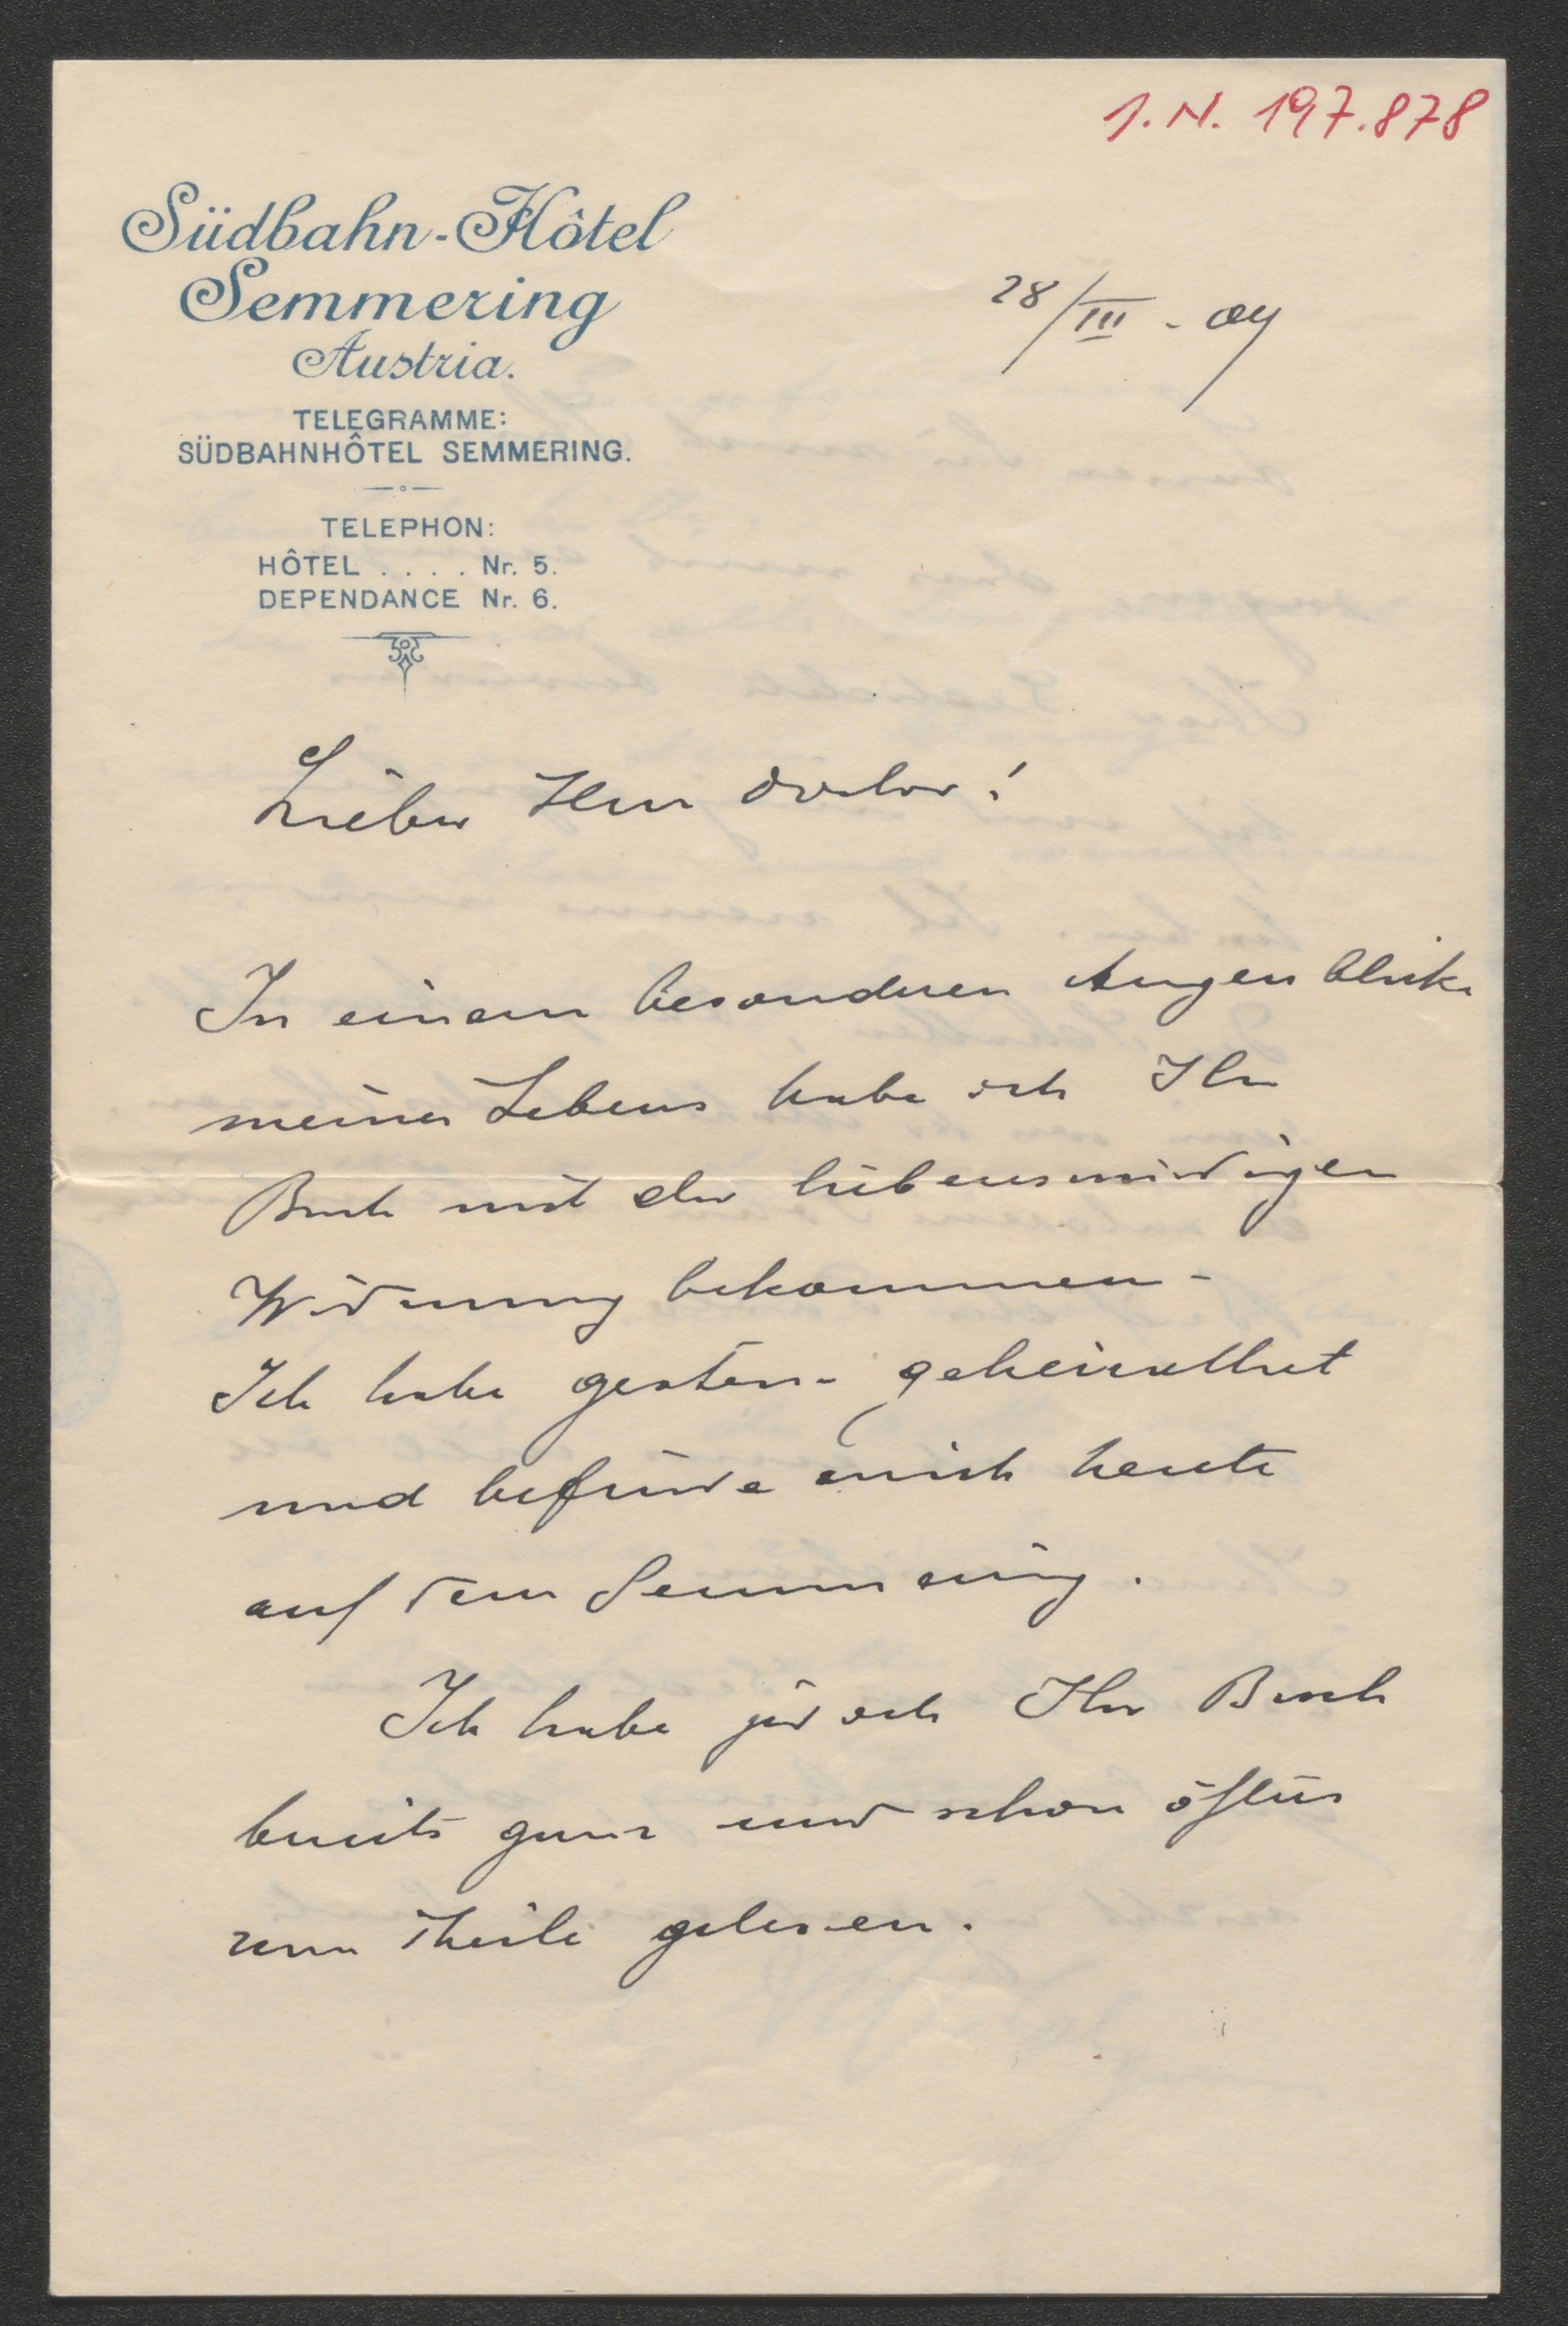 J. N. 197.878
Südbahn-Hôtel
Semmering
Austria.
TELEGRAMME:
SÜDBAHNHÔTEL SEMMERING.
TELEPHON:
HÔTEL . . . . Nr. 5.
DEPENDANCE Nr. 6.
28/III - 04
Lieber Herr Doctor!
In einem besonderen Augenblicke
meines Lebens habe ich Ihr
Buch mit der liebenswürdigen
Widmung bekommen -
Ich habe gestern geheirathet
und befinde mich heute
auf dem Semmering.
Ich habe jedoch Ihr Buch
bereits ganz und schon öfters
zum Theile gelesen.